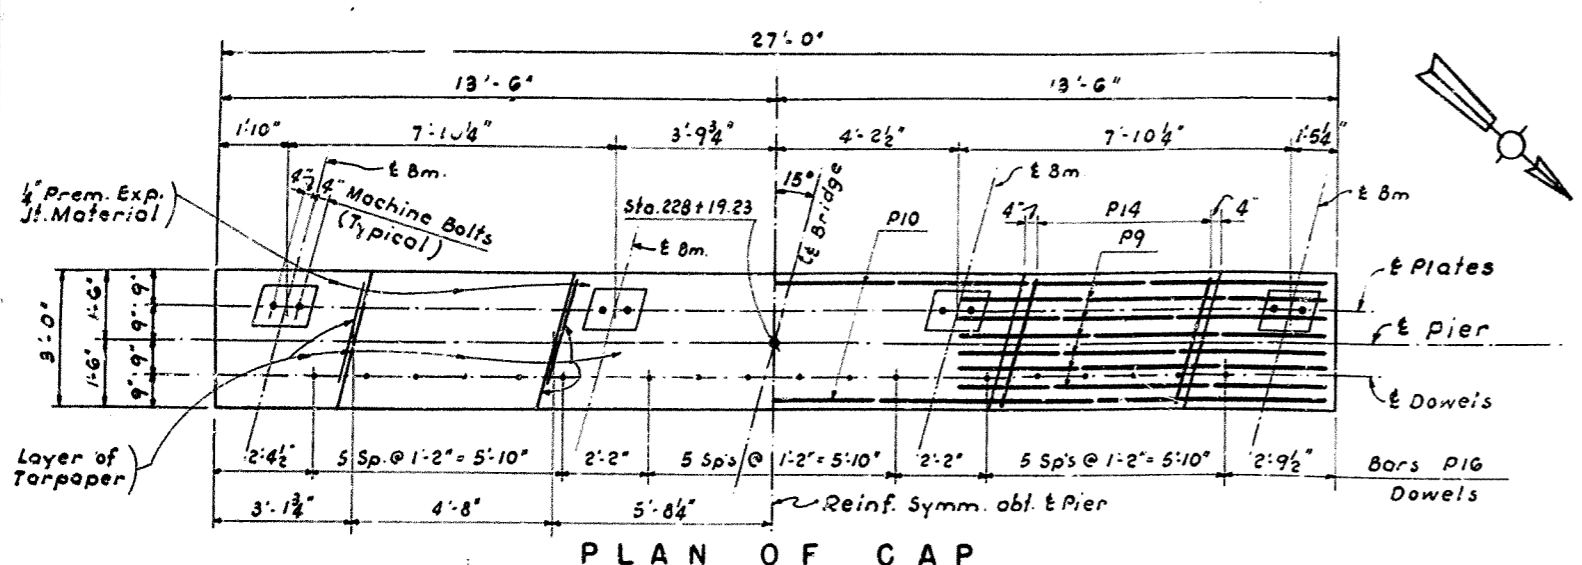 27'-0"
13'-6" 13'-6"
1'-10" 7'-10¼" 3'-9¾" 4'-2½" 7'-10¼" 1'-5¼"
¼" Prem. Exp.
Jt. Material
4" 4" Machine Bolts
(Typical)
℄ Bm.
Sta. 228+19.23
℄ Bm.
15°
℄ Bridge
P10
℄ Bm.
4" P14 4"
P9
℄ Bm
℄ Plates
℄ Pier
℄ Dowels
3'-0"
1'-6" 1'-6"
9" 9" 9" 9"
Layer of
Tarpaper
2'-4½" 5 Sp. @ 1'-2" = 5'-10" 2'-2" 5 Sp's @ 1'-2" = 5'-10" 2'-2" 5 Sp's @ 1'-2" = 5'-10" 2'-9½" Bars P16
Dowels
3'-1¾" 4'-8" 5'-8¼" Reinf. Symm. abt. ℄ Pier
PLAN OF CAP